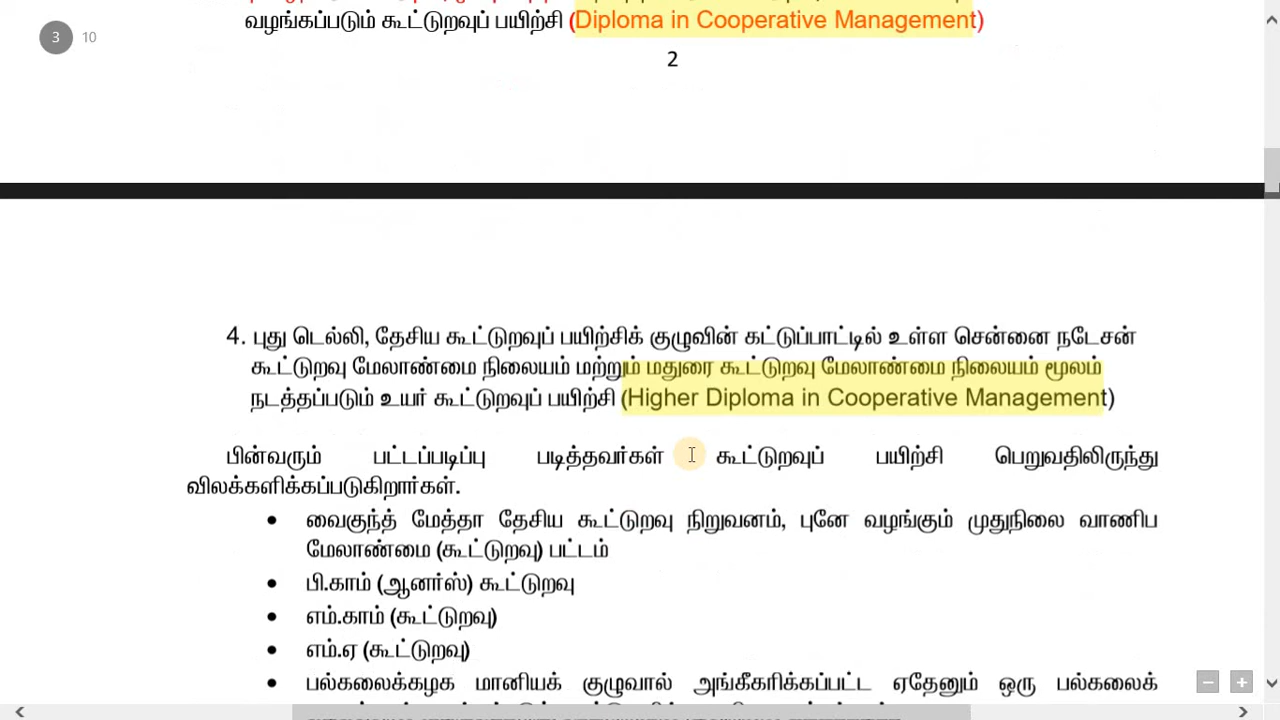 வழங்கப்படும் கூட்டுறவுப் பயிற்சி (Diploma in Cooperative Management)
3 10
2
4. புது டெல்லி, தேசிய கூட்டுறவுப் பயிற்சிக் குழுவின் கட்டுப்பாட்டில் உள்ள சென்னை நடேசன்
கூட்டுறவு மேலாண்மை நிலையம் மற்றும் மதுரை கூட்டுறவு மேலாண்மை நிலையம் மூலம்
நடத்தப்படும் உயர் கூட்டுறவுப் பயிற்சி (Higher Diploma in Cooperative Management)
பின்வரும் பட்டப்படிப்பு படித்தவர்கள் கூட்டுறவுப் பயிற்சி பெறுவதிலிருந்து
விலக்களிக்கப்படுகிறார்கள்.
• வைகுந்த் மேத்தா தேசிய கூட்டுறவு நிறுவனம், புனே வழங்கும் முதுநிலை வாணிப
மேலாண்மை (கூட்டுறவு) பட்டம்
• பி.காம் (ஆனர்ஸ்) கூட்டுறவு
• எம்.காம் (கூட்டுறவு)
• எம்.ஏ (கூட்டுறவு)
• பல்கலைக்கழக மானியக் குழுவால் அங்கீகரிக்கப்பட்ட ஏதேனும் ஒரு பல்கலைக்